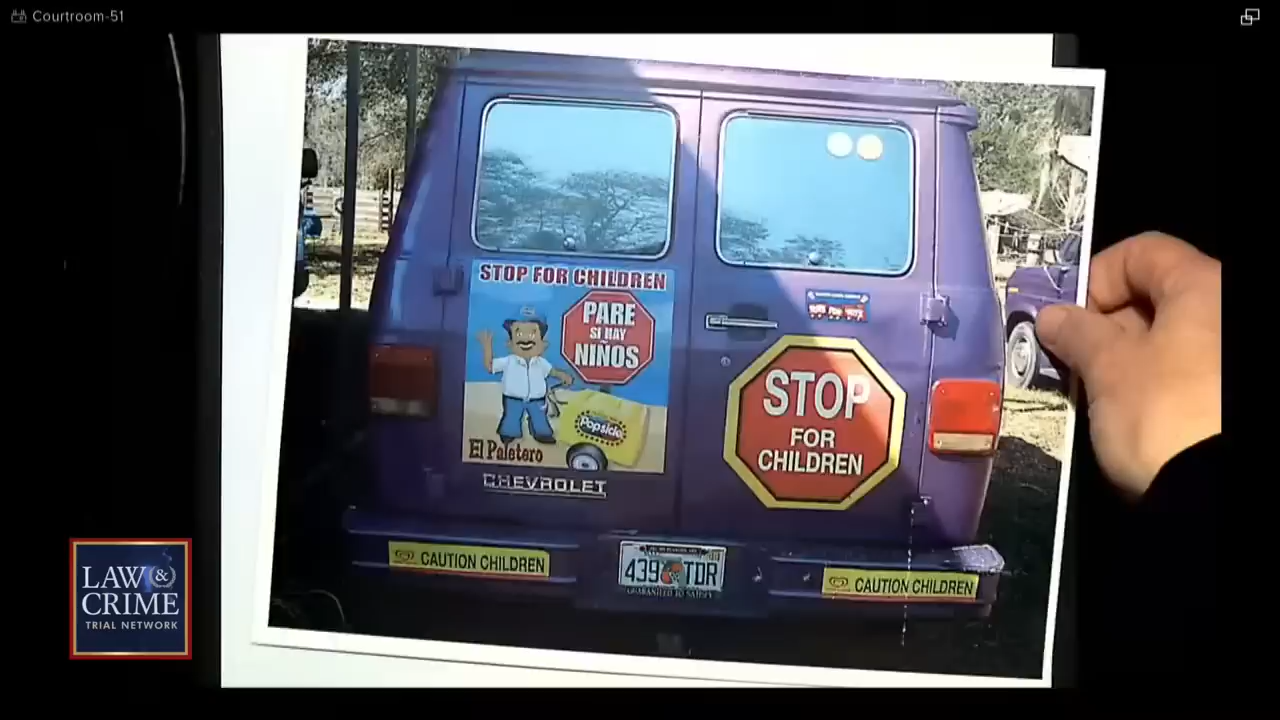 Courtroom-51
STOP FOR CHILDREN
PARE
SI HAY
NIÑOS
Popsicle
El Paletero
CHEVROLET
STOP
FOR
CHILDREN
CAUTION CHILDREN
439 TDR
CAUTION CHILDREN
LAW &
CRIME
TRIAL NETWORK